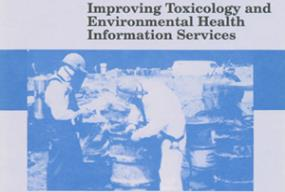 Improving Toxicology and
Environmental Health
Information Services